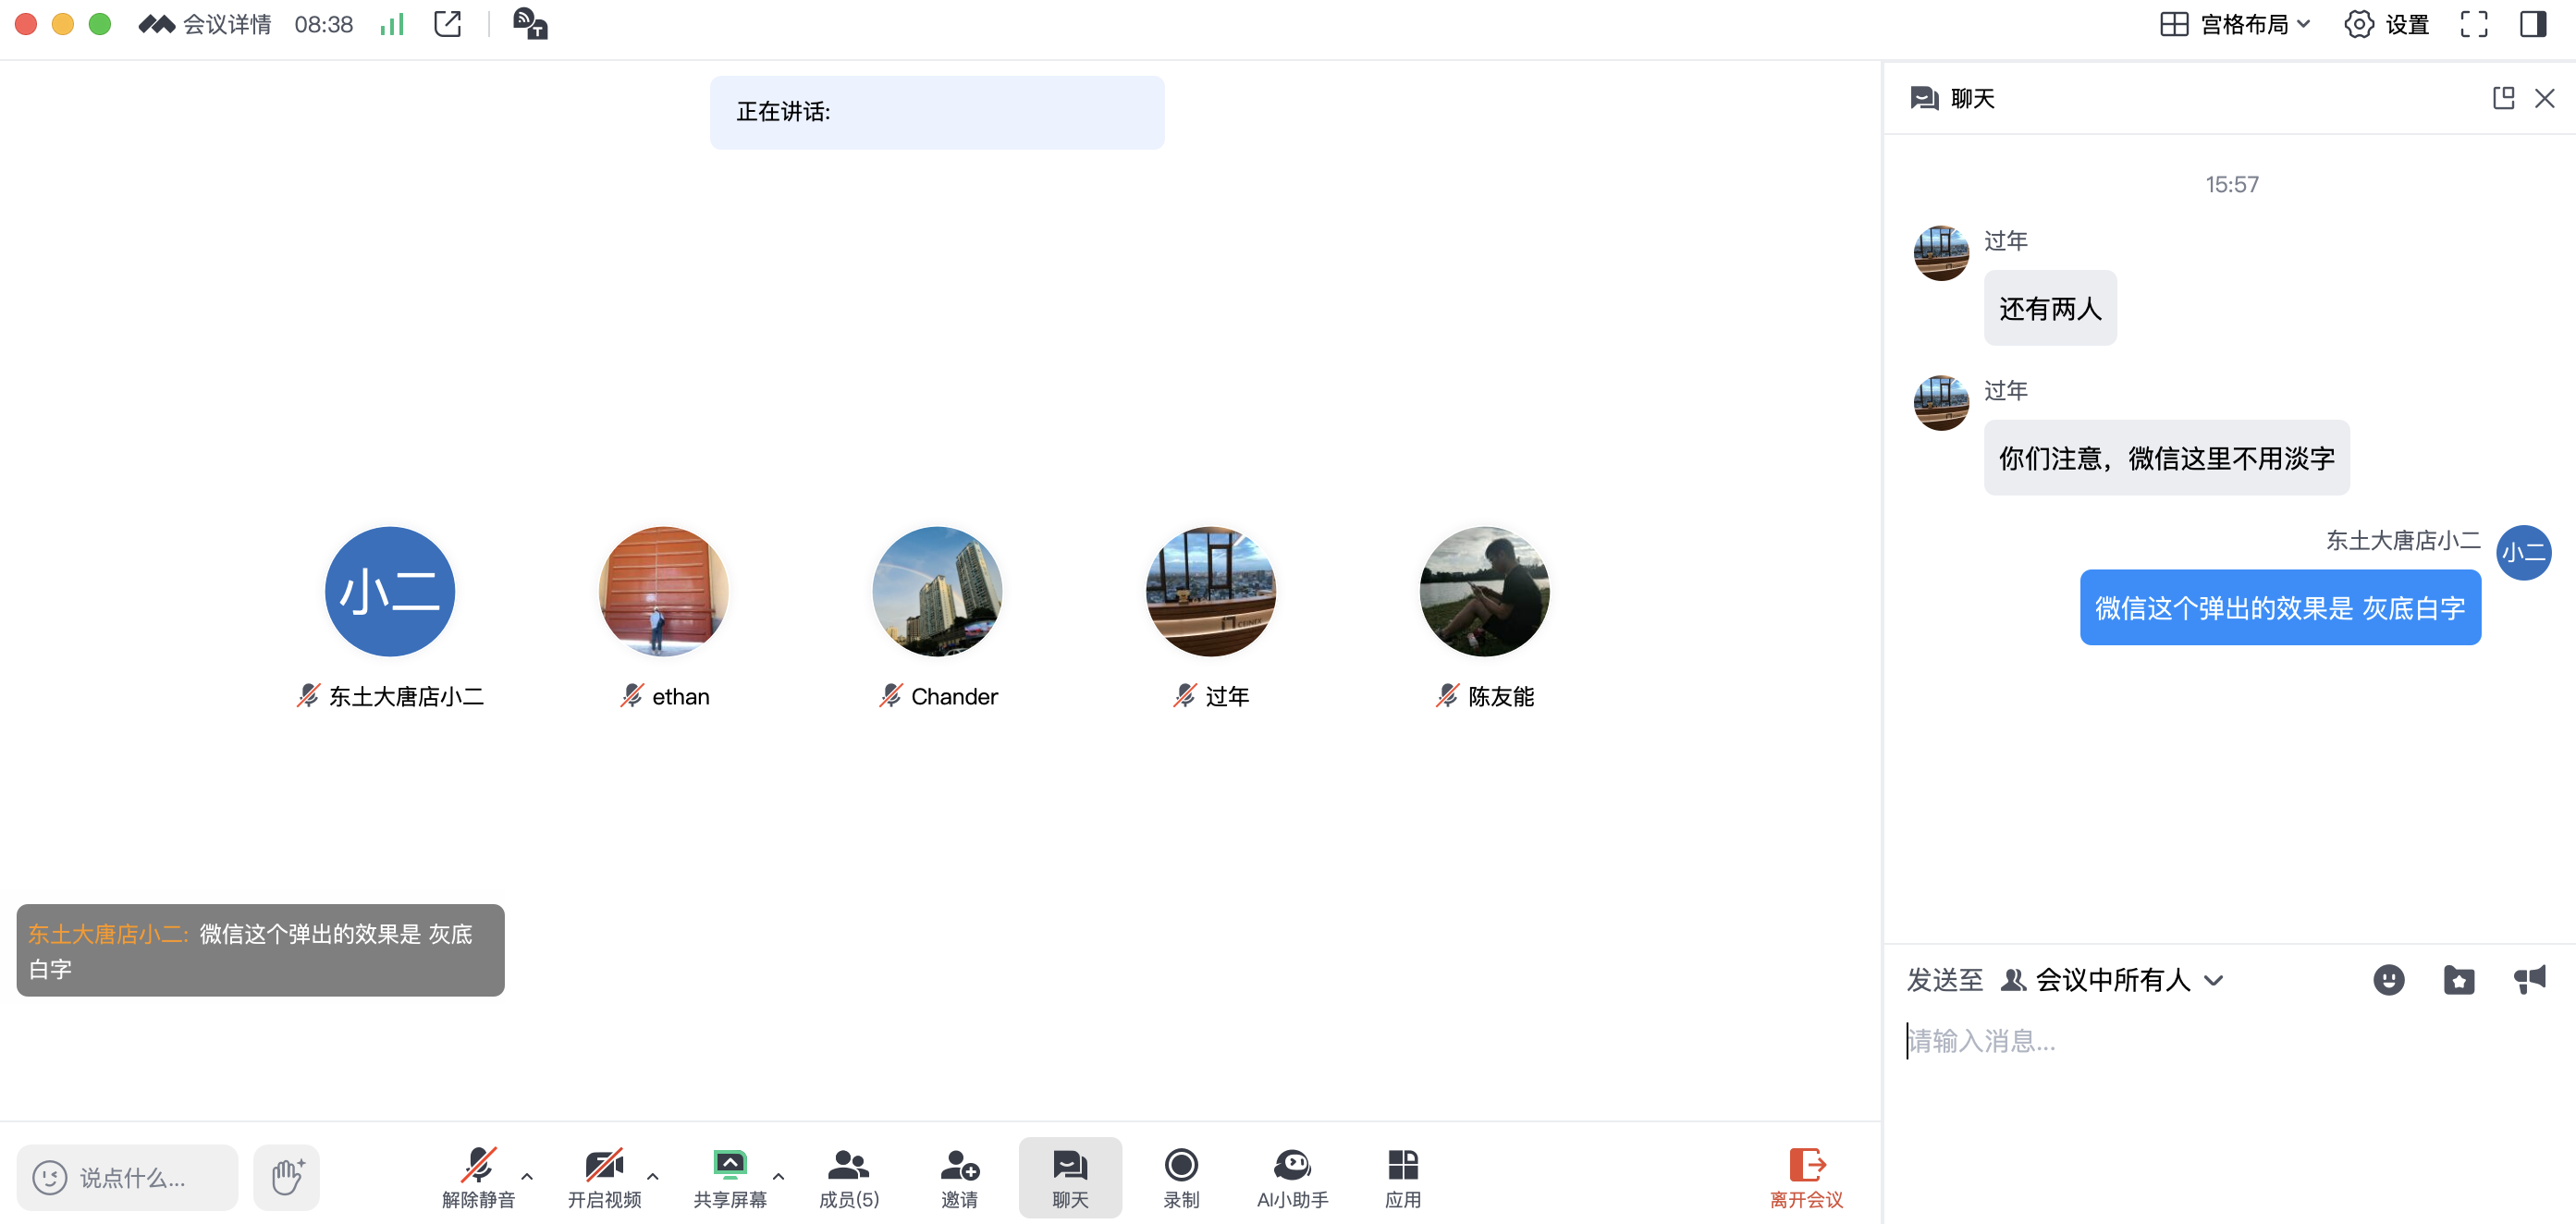 会议详情 08:38
宫格布局 设置
正在讲话:
小二
东土大唐店小二
ethan
Chander
过年
陈友能
东土大唐店小二: 微信这个弹出的效果是 灰底
白字
说点什么...
解除静音
开启视频
共享屏幕
成员(5)
邀请
聊天
录制
AI小助手
应用
离开会议
聊天
15:57
过年
还有两人
过年
你们注意，微信这里不用淡字
东土大唐店小二
小二
微信这个弹出的效果是 灰底白字
发送至 会议中所有人
请输入消息...